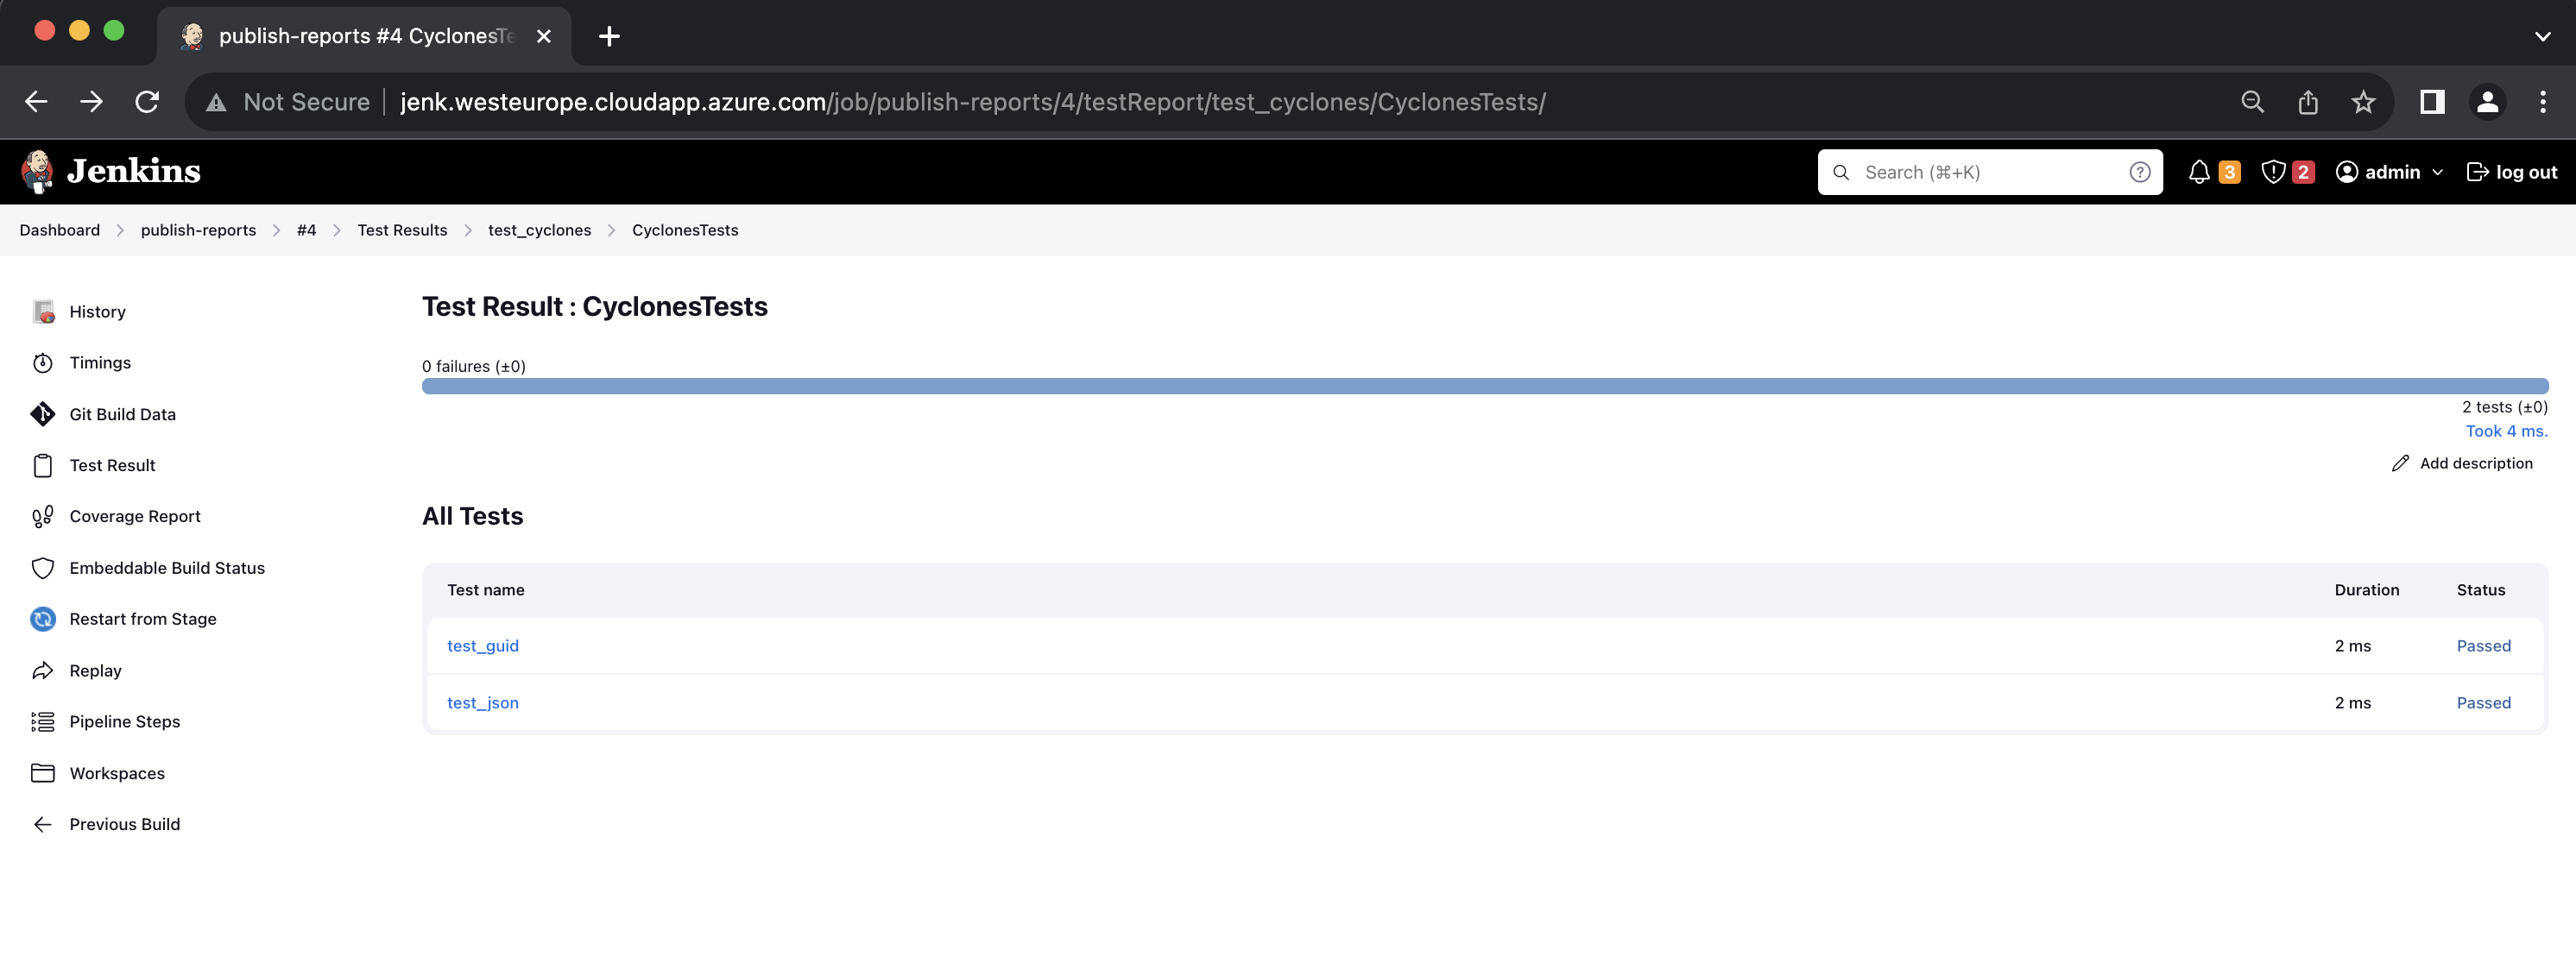 publish-reports #4 CyclonesTe
Not Secure jenk.westeurope.cloudapp.azure.com/job/publish-reports/4/testReport/test_cyclones/CyclonesTests/
Jenkins Search (⌘+K) ? 3 2 admin log out
Dashboard publish-reports #4 Test Results test_cyclones CyclonesTests
History
Timings
Git Build Data
Test Result
Coverage Report
Embeddable Build Status
Restart from Stage
Replay
Pipeline Steps
Workspaces
Previous Build
Test Result : CyclonesTests
0 failures (±0)
2 tests (±0)
Took 4 ms.
Add description
All Tests
Test name Duration Status
test_guid 2 ms Passed
test_json 2 ms Passed